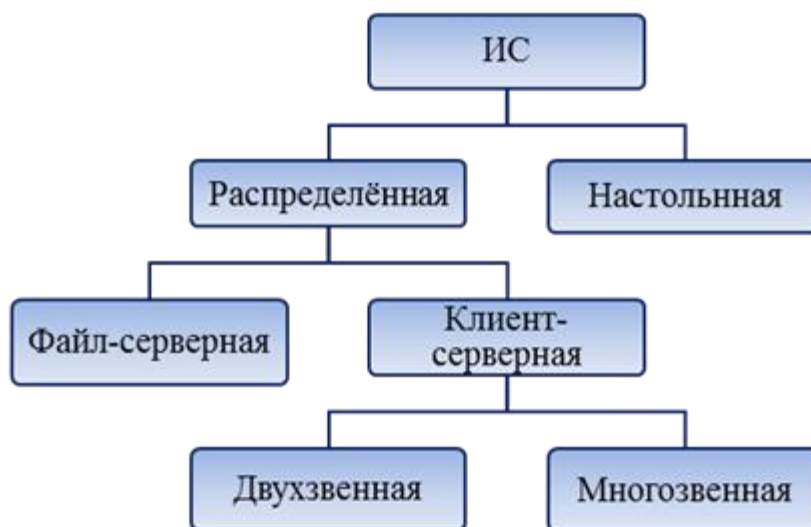 ИС
Распределённая
Настольнная
Файл-серверная
Клиент-
серверная
Двухзвенная
Многозвенная